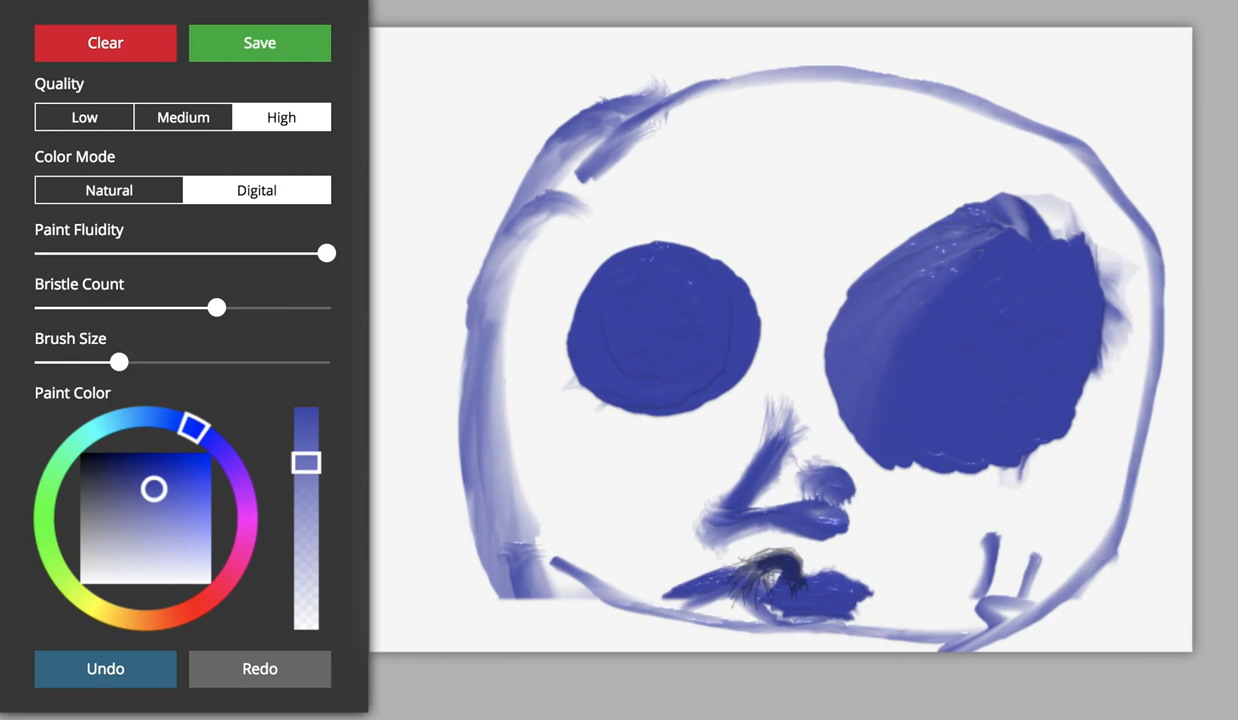 Clear Save
Quality
Low Medium High
Color Mode
Natural Digital
Paint Fluidity
Bristle Count
Brush Size
Paint Color
Undo Redo